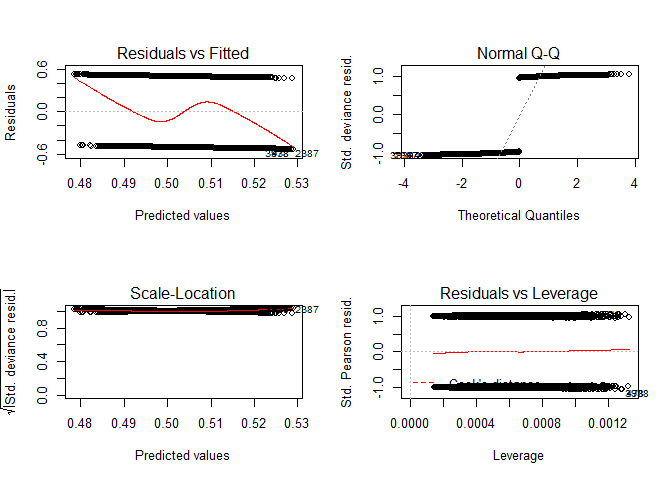 Residuals vs Fitted
Residuals
0.6
0.0
-0.6
2387
0.48 0.49 0.50 0.51 0.52 0.53
Predicted values
Normal Q-Q
Std. deviance resid.
1.0
0.0
-1.0
-4 -2 0 2 4
Theoretical Quantiles
Scale-Location
√|Std. deviance resid.|
0.8
0.4
0.0
2387
0.48 0.49 0.50 0.51 0.52 0.53
Predicted values
Residuals vs Leverage
Std. Pearson resid.
1.0
0.0
-1.0
Cook's distance
0.0000 0.0004 0.0008 0.0012
Leverage